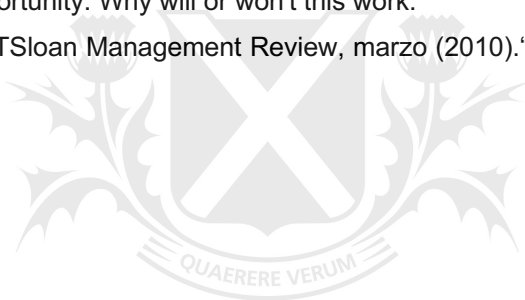 ortunity. Why will or won't this work.
TSloan Management Review, marzo (2010).“
QUAERERE VERUM